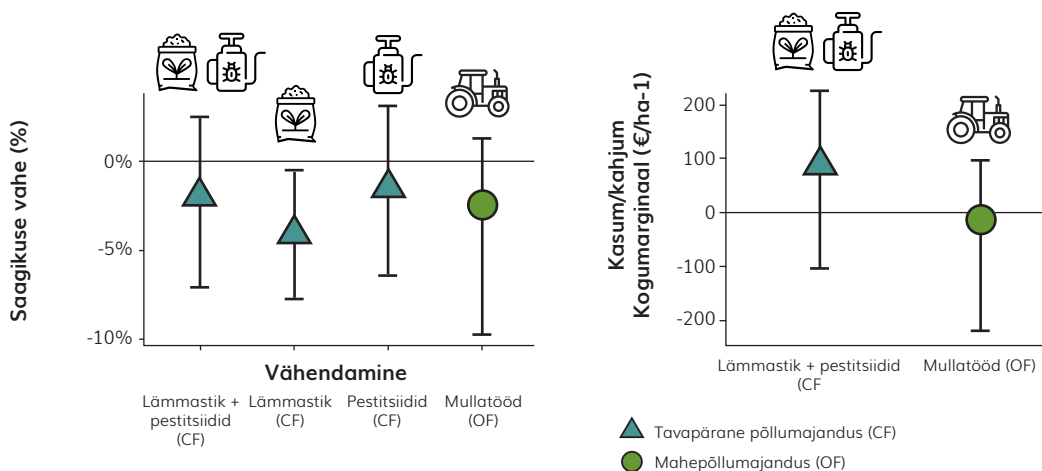 Saagikuse vahe (%)
0%
-5%
-10%
Vähendamine
Lämmastik +
pestitsiidid
(CF)
Lämmastik
(CF)
Pestitsiidid
(CF)
Mullatööd
(OF)
Kasum/kahjum
Kogumarginaal (€/ha-1)
200
100
0
-100
-200
Lämmastik + pestitsiidid
(CF
Mullatööd (OF)
Tavapärane põllumajandus (CF)
Mahepõllumajandus (OF)